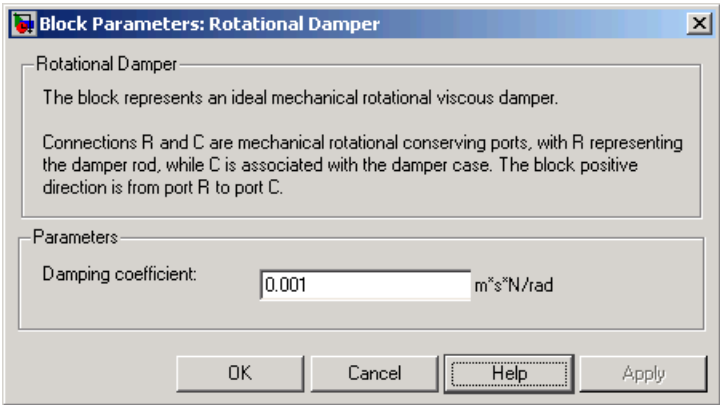 Block Parameters: Rotational Damper
Rotational Damper
The block represents an ideal mechanical rotational viscous damper.
Connections R and C are mechanical rotational conserving ports, with R representing
the damper rod, while C is associated with the damper case. The block positive
direction is from port R to port C.
Parameters
Damping coefficient: 0.001 m*s*N/rad
OK Cancel Help Apply